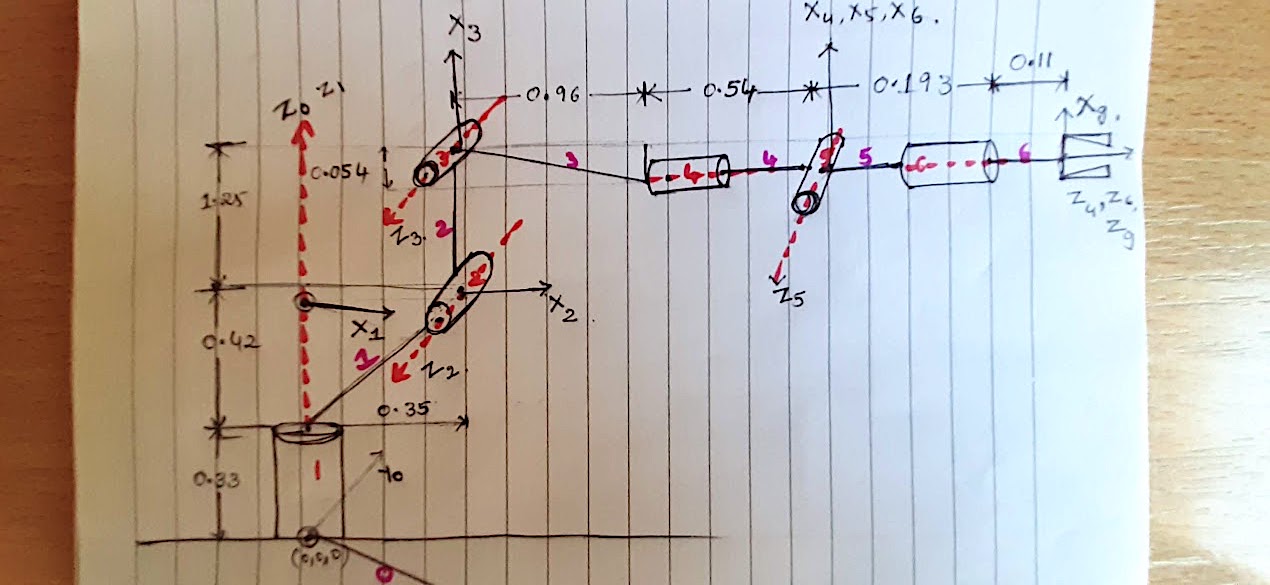 X3
X4, X5, X6.
0.96
0.54
0.193
0.11
Z0 Z1
Xg.
3
0.054
3
4
4
5
5
6
6
1.25
Z3.
2
Z4, Z6,
Zg
2
X2.
Z5
X1
0.42
1
Z2
0.35
1
Y0
0.33
(0,0,0)
0